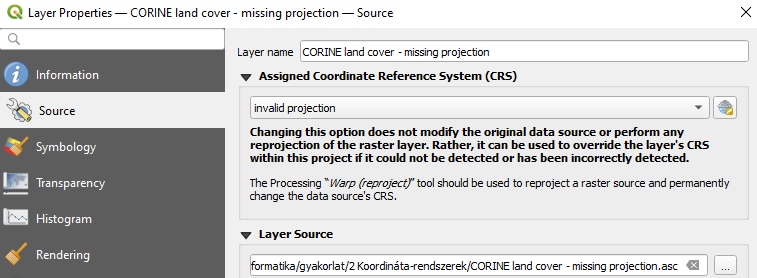 Layer Properties — CORINE land cover - missing projection — Source
Layer name CORINE land cover - missing projection
Information
Source
Symbology
Transparency
Histogram
Rendering
Assigned Coordinate Reference System (CRS)
invalid projection
Changing this option does not modify the original data source or perform any
reprojection of the raster layer. Rather, it can be used to override the layer's CRS
within this project if it could not be detected or has been incorrectly detected.
The Processing “Warp (reproject)” tool should be used to reproject a raster source and permanently
change the data source's CRS.
Layer Source
formatika/gyakorlat/2 Koordináta-rendszerek/CORINE land cover - missing projection.asc
...